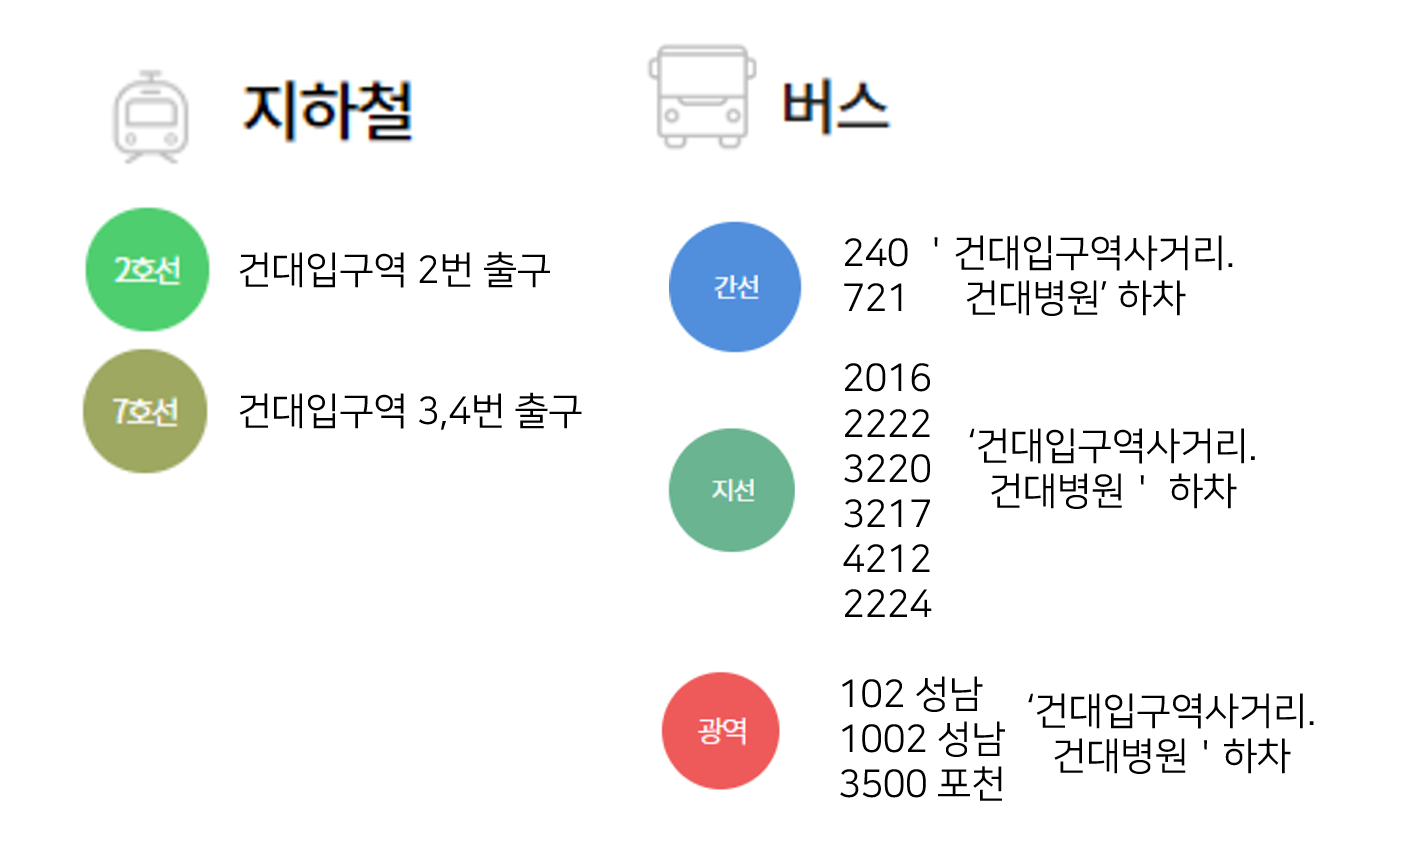 지하철
2호선
건대입구역 2번 출구
7호선
건대입구역 3,4번 출구
버스
간선
240 ' 건대입구역사거리.
721 건대병원’ 하차
지선
2016
2222
3220
3217
4212
2224
‘건대입구역사거리.
건대병원 ' 하차
광역
102 성남
1002 성남
3500 포천
‘건대입구역사거리.
건대병원 ' 하차